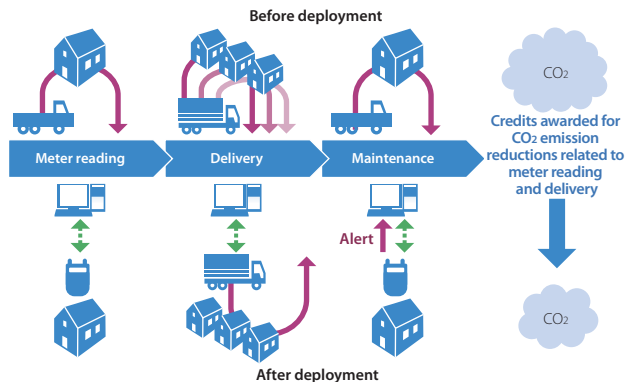 Before deployment
CO2
Credits awarded for
CO2 emission
reductions related to
meter reading
and delivery
Meter reading
Delivery
Maintenance
Alert
CO2
After deployment